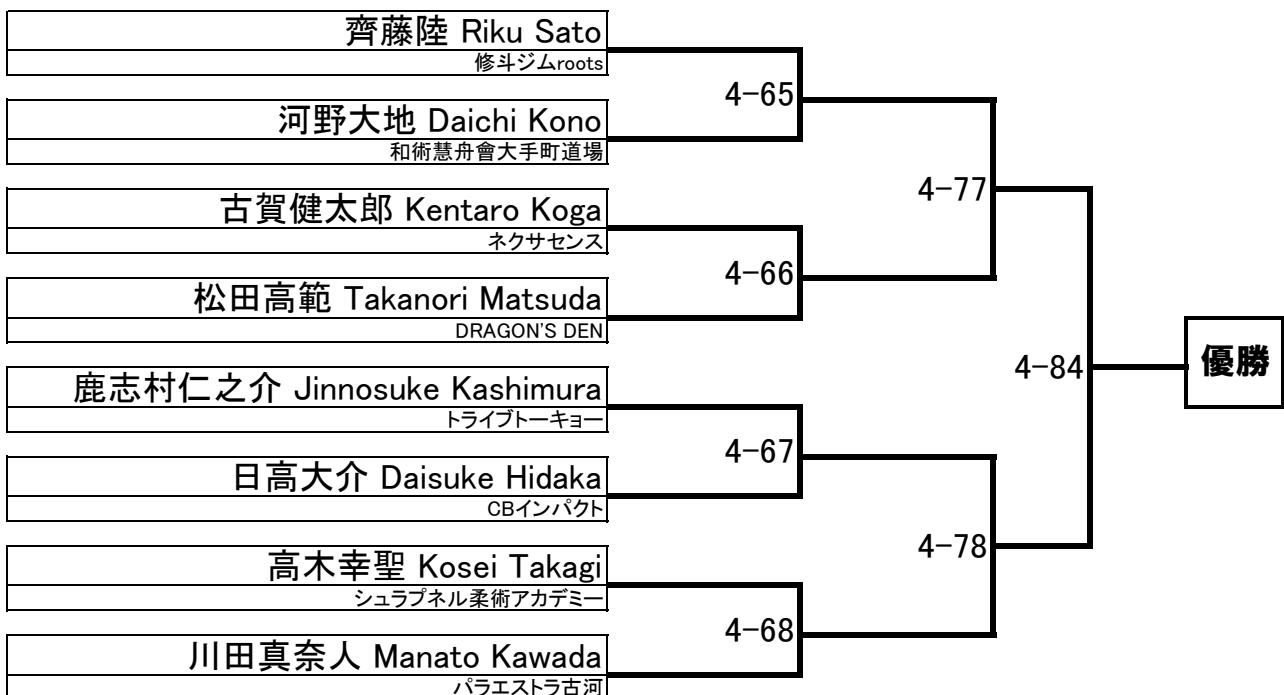 齊藤陸 Riku Sato
修斗ジムroots
4-65
河野大地 Daichi Kono
和術慧舟會大手町道場
4-77
古賀健太郎 Kentaro Koga
ネクサセンス
4-66
松田高範 Takanori Matsuda
DRAGON'S DEN
4-84
優勝
鹿志村仁之介 Jinnosuke Kashimura
トライブトーキョー
4-67
日高大介 Daisuke Hidaka
CBインパクト
4-78
高木幸聖 Kosei Takagi
シュラプネル柔術アカデミー
4-68
川田真奈人 Manato Kawada
パラエストラ古河